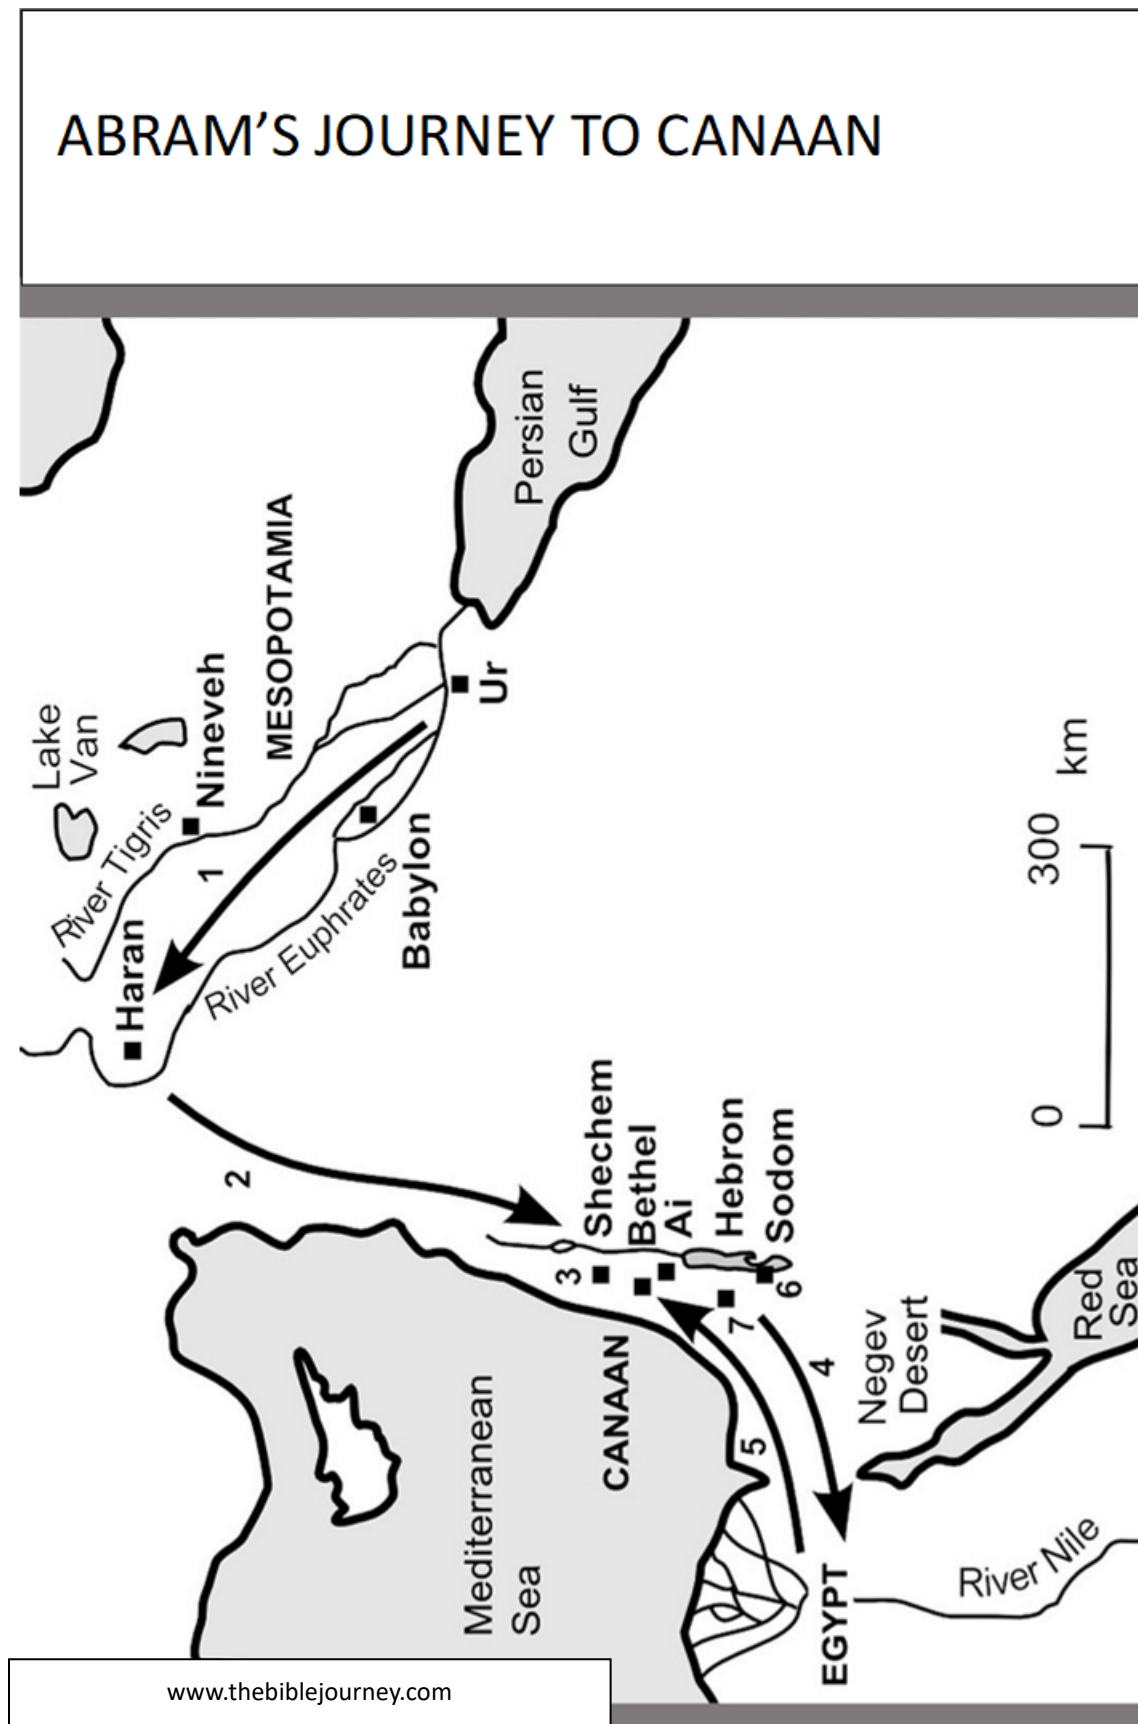 ABRAM’S JOURNEY TO CANAAN
Lake
Van
River Tigris
Nineveh
MESOPOTAMIA
Persian
Gulf
1
Haran
River Euphrates
Babylon
Ur
2
Shechem
Bethel
Ai
Hebron
Sodom
3
6
7
CANAAN
4
5
Mediterranean
Sea
Negev
Desert
Red
Sea
EGYPT
River Nile
0
300
km
www.thebiblejourney.com